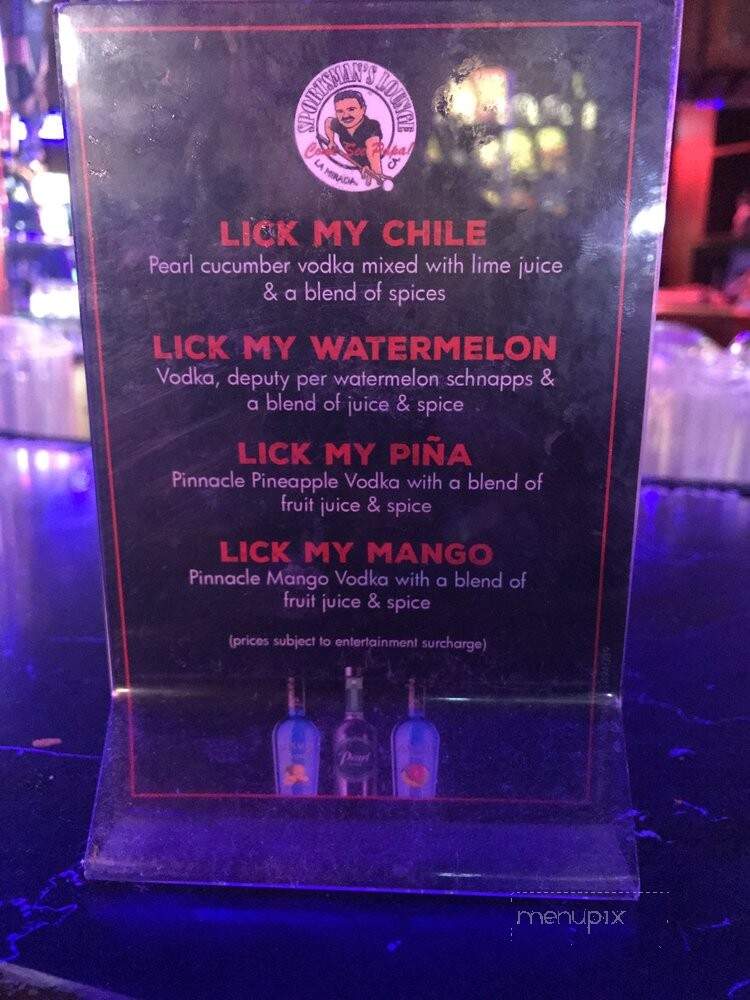 SPORTSMAN'S LOUNGE
LA MIRADA, CA
LICK MY CHILE
Pearl cucumber vodka mixed with lime juice
& a blend of spices
LICK MY WATERMELON
Vodka, deputy per watermelon schnapps &
a blend of juice & spice
LICK MY PIÑA
Pinnacle Pineapple Vodka with a blend of
fruit juice & spice
LICK MY MANGO
Pinnacle Mango Vodka with a blend of
fruit juice & spice
(prices subject to entertainment surcharge)
Pearl
menupix